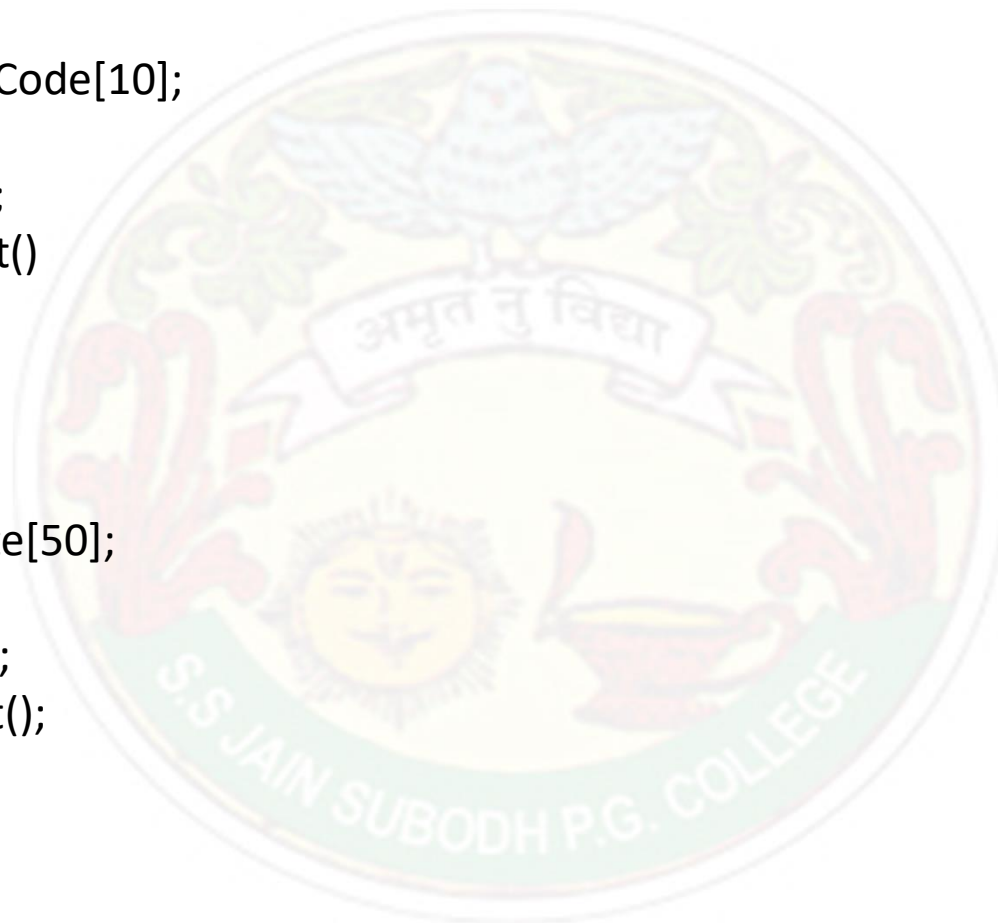 Code[10];
;
t()
अमृत नु विद्या
e[50];
;
t();
S.S JAIN SUBODH P.G. COLLEGE